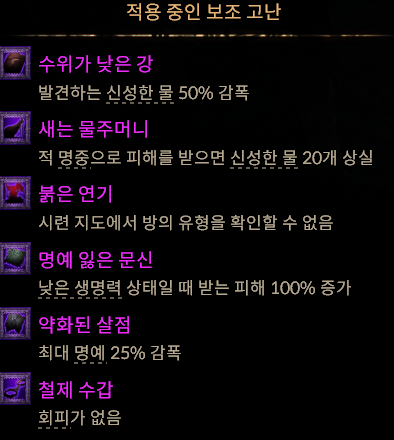 적용 중인 보조 고난
수위가 낮은 강
발견하는 신성한 물 50% 감폭
새는 물주머니
적 명중으로 피해를 받으면 신성한 물 20개 상실
붉은 연기
시련 지도에서 방의 유형을 확인할 수 없음
명예 잃은 문신
낮은 생명력 상태일 때 받는 피해 100% 증가
약화된 살점
최대 명예 25% 감폭
철제 수갑
회피가 없음